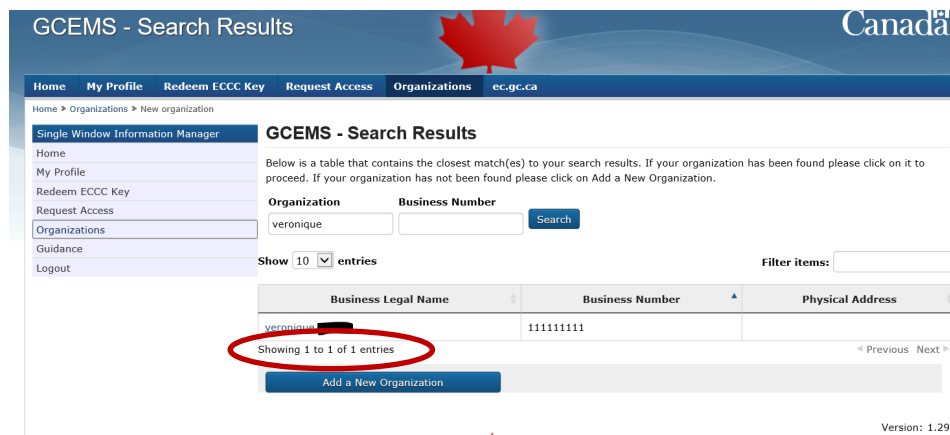 GCEMS - Search Results
Canada
Home My Profile Redeem ECCC Key Request Access Organizations ec.gc.ca
Home > Organizations > New organization
Single Window Information Manager
Home
My Profile
Redeem ECCC Key
Request Access
Organizations
Guidance
Logout
GCEMS - Search Results
Below is a table that contains the closest match(es) to your search results. If your organization has been found please click on it to
proceed. If your organization has not been found please click on Add a New Organization.
Organization Business Number
veronique Search
Show 10 entries Filter items:
Business Legal Name Business Number Physical Address
veronique 111111111
Showing 1 to 1 of 1 entries Previous Next
Add a New Organization
Version: 1.29